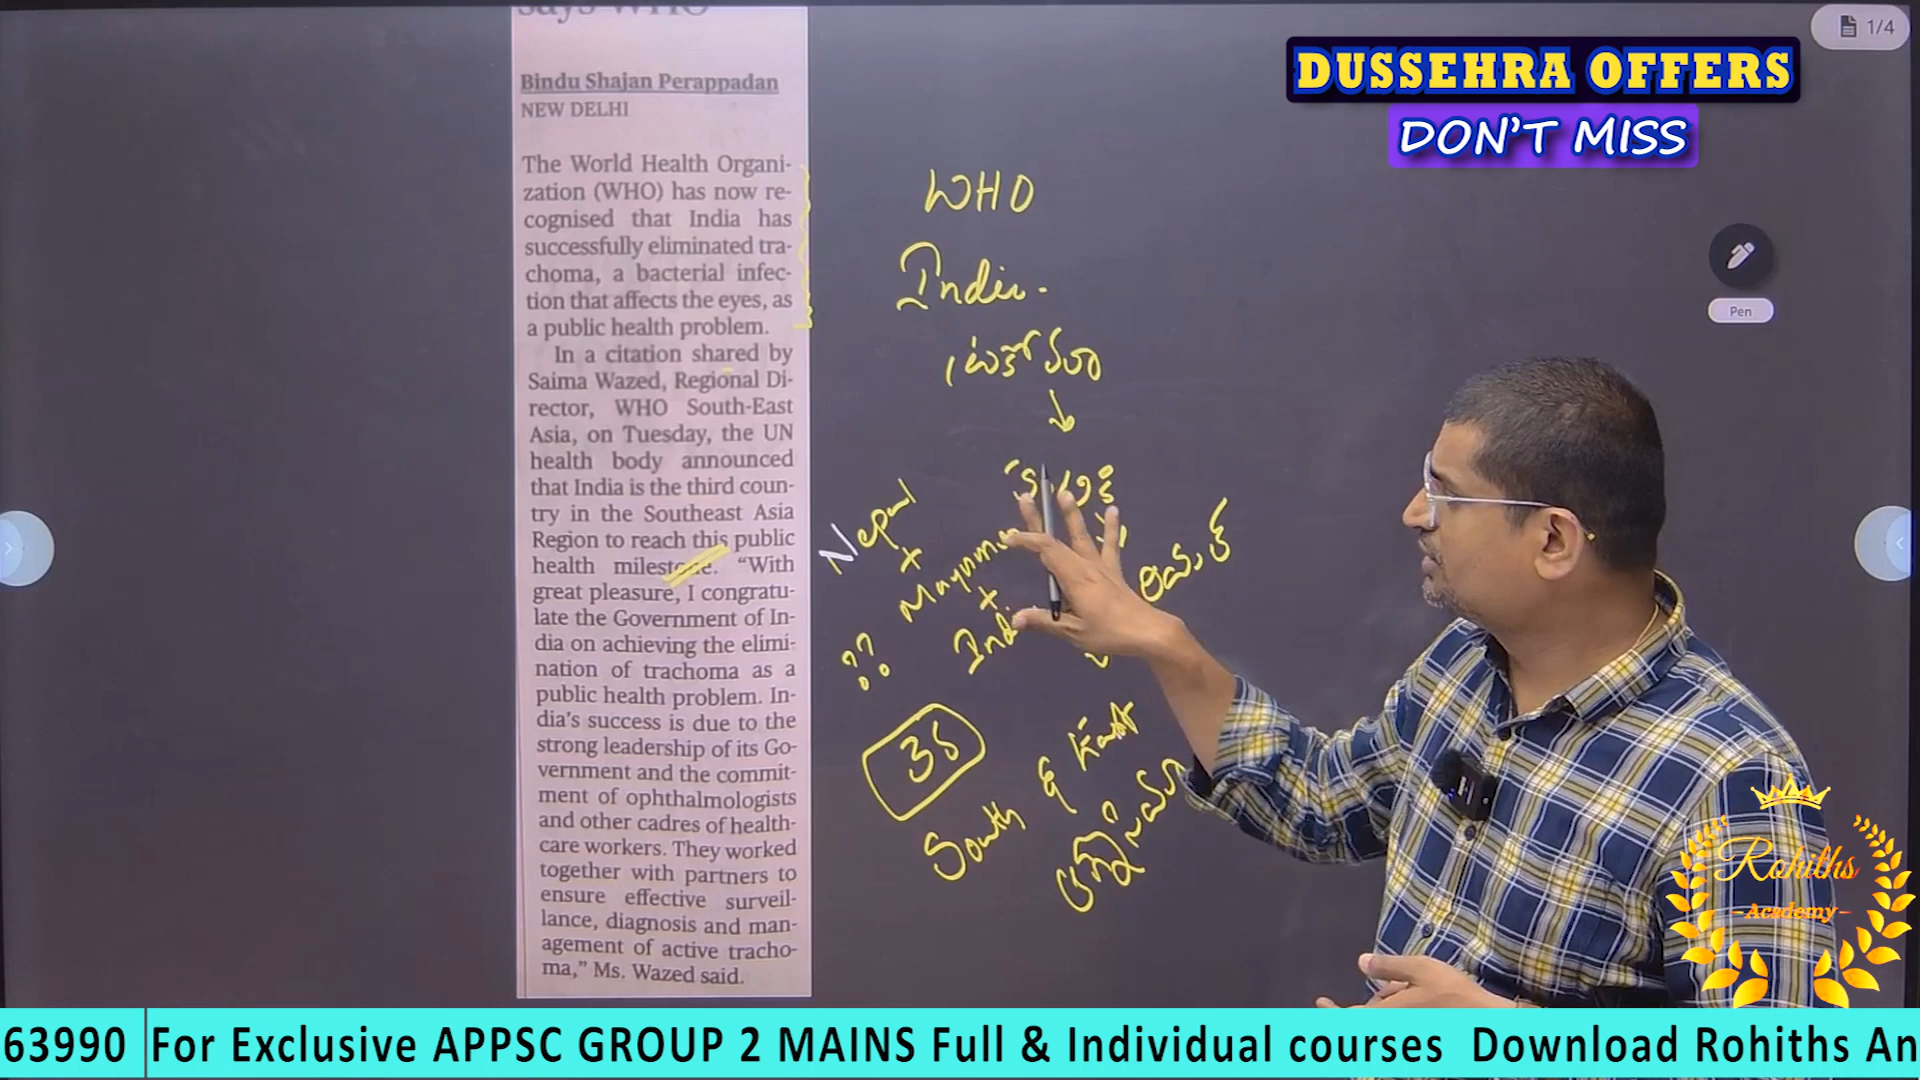 says WHO
Bindu Shajan Perappadan
NEW DELHI
The World Health Organi-
zation (WHO) has now re-
cognised that India has
successfully eliminated tra-
choma, a bacterial infec-
tion that affects the eyes, as
a public health problem.
In a citation shared by
Saima Wazed, Regional Di-
rector, WHO South-East
Asia, on Tuesday, the UN
health body announced
that India is the third coun-
try in the Southeast Asia
Region to reach this public
health milestone. “With
great pleasure, I congratu-
late the Government of In-
dia on achieving the elimi-
nation of trachoma as a
public health problem. In-
dia’s success is due to the
strong leadership of its Go-
vernment and the commit-
ment of ophthalmologists
and other cadres of health-
care workers. They worked
together with partners to
ensure effective surveil-
lance, diagnosis and man-
agement of active tracho-
ma,” Ms. Wazed said.
WHO
India.
Nepal
+
+
??
South
DUSSEHRA OFFERS
DON'T MISS
1/4
Pen
Rohiths
Academy
63990 For Exclusive APPSC GROUP 2 MAINS Full & Individual courses Download Rohiths An